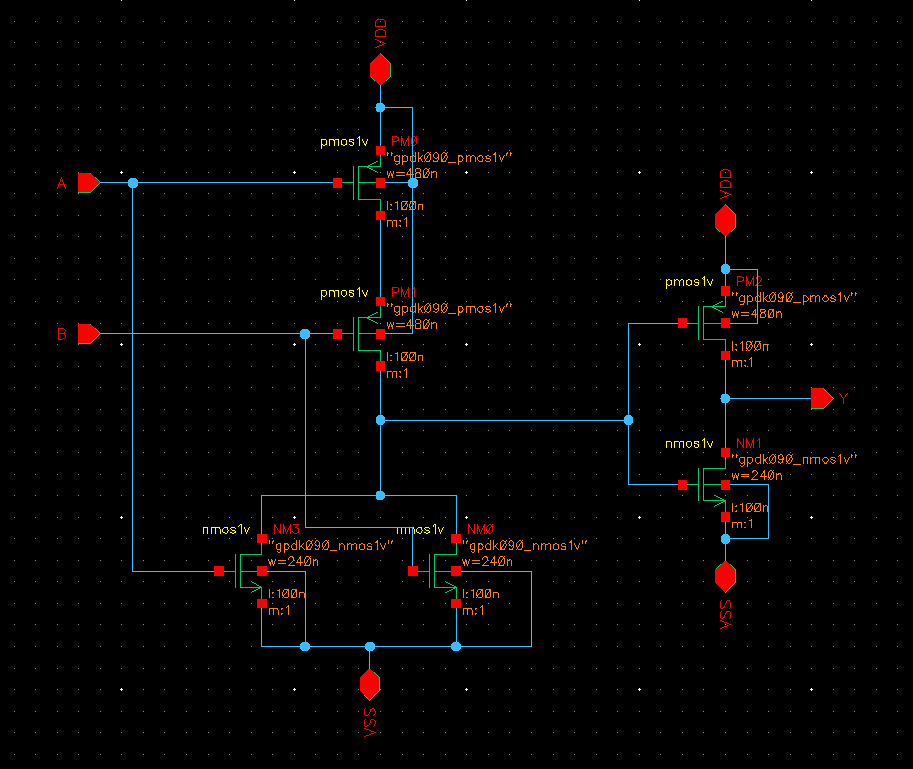 VDD
pmos1v
PM0
"gpdk090_pmos1v"
w=480n
l:100n
m:1
A
VDD
pmos1v
PM1
"gpdk090_pmos1v"
w=480n
l:100n
m:1
B
pmos1v
PM2
"gpdk090_pmos1v"
w=480n
l:100n
m:1
Y
nmos1v
NM1
"gpdk090_nmos1v"
w=240n
l:100n
m:1
VSS
nmos1v
NM3
"gpdk090_nmos1v"
w=240n
l:100n
m:1
nmos1v
NM0
"gpdk090_nmos1v"
w=240n
l:100n
m:1
VSS